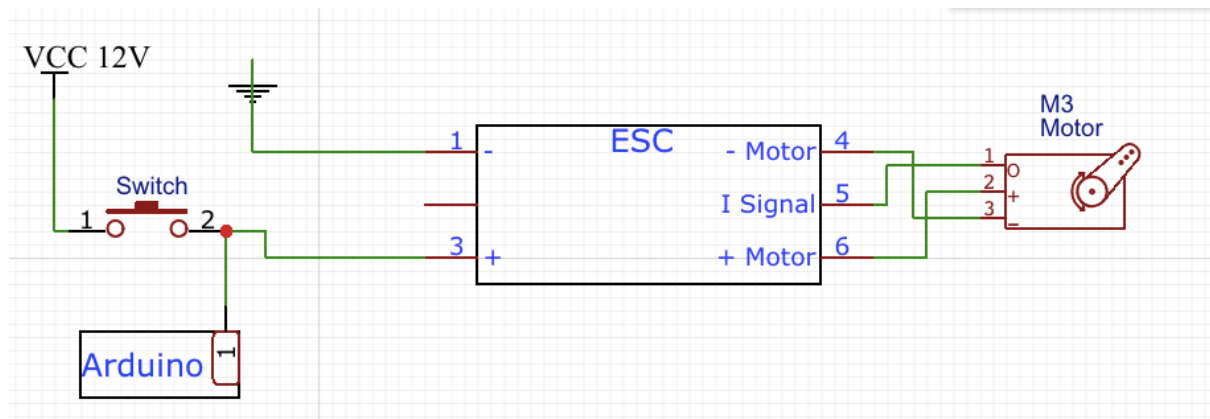 VCC 12V
Switch
1
2
Arduino
1
ESC
1
-
3
+
- Motor
4
I Signal
5
+ Motor
6
M3
Motor
1
O
2
+
3
-